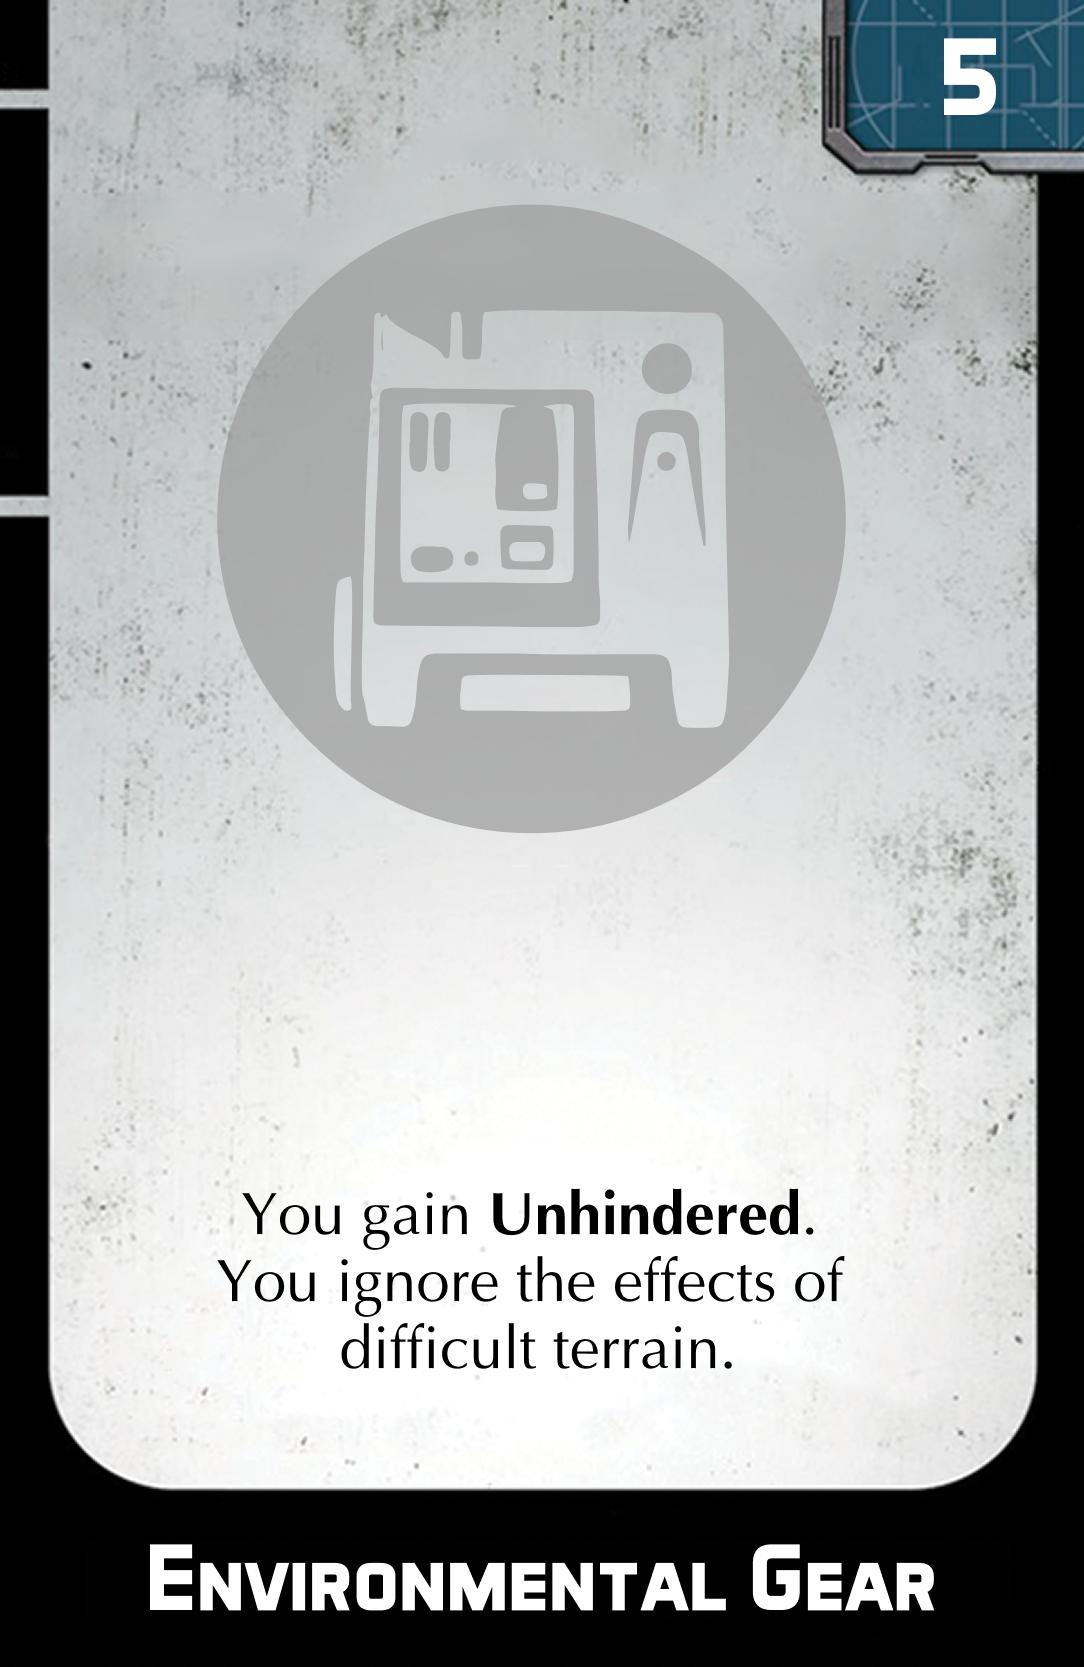 5
You gain Unhindered.
You ignore the effects of
difficult terrain.
Environmental Gear